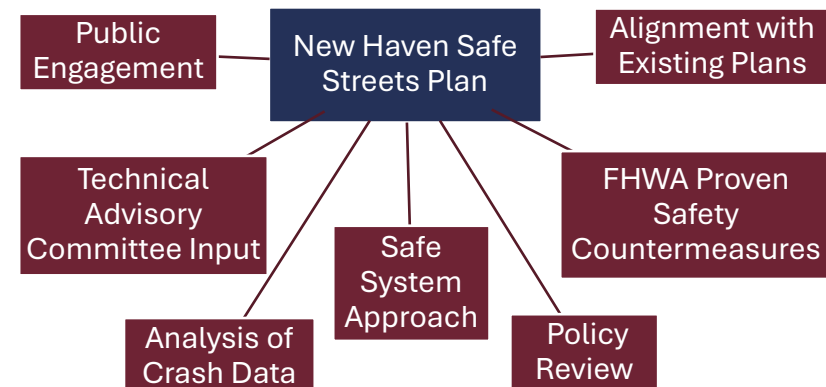 Public
Engagement
New Haven Safe
Streets Plan
Alignment with
Existing Plans
Technical
Advisory
Committee Input
FHWA Proven
Safety
Countermeasures
Safe
System
Approach
Analysis of
Crash Data
Policy
Review